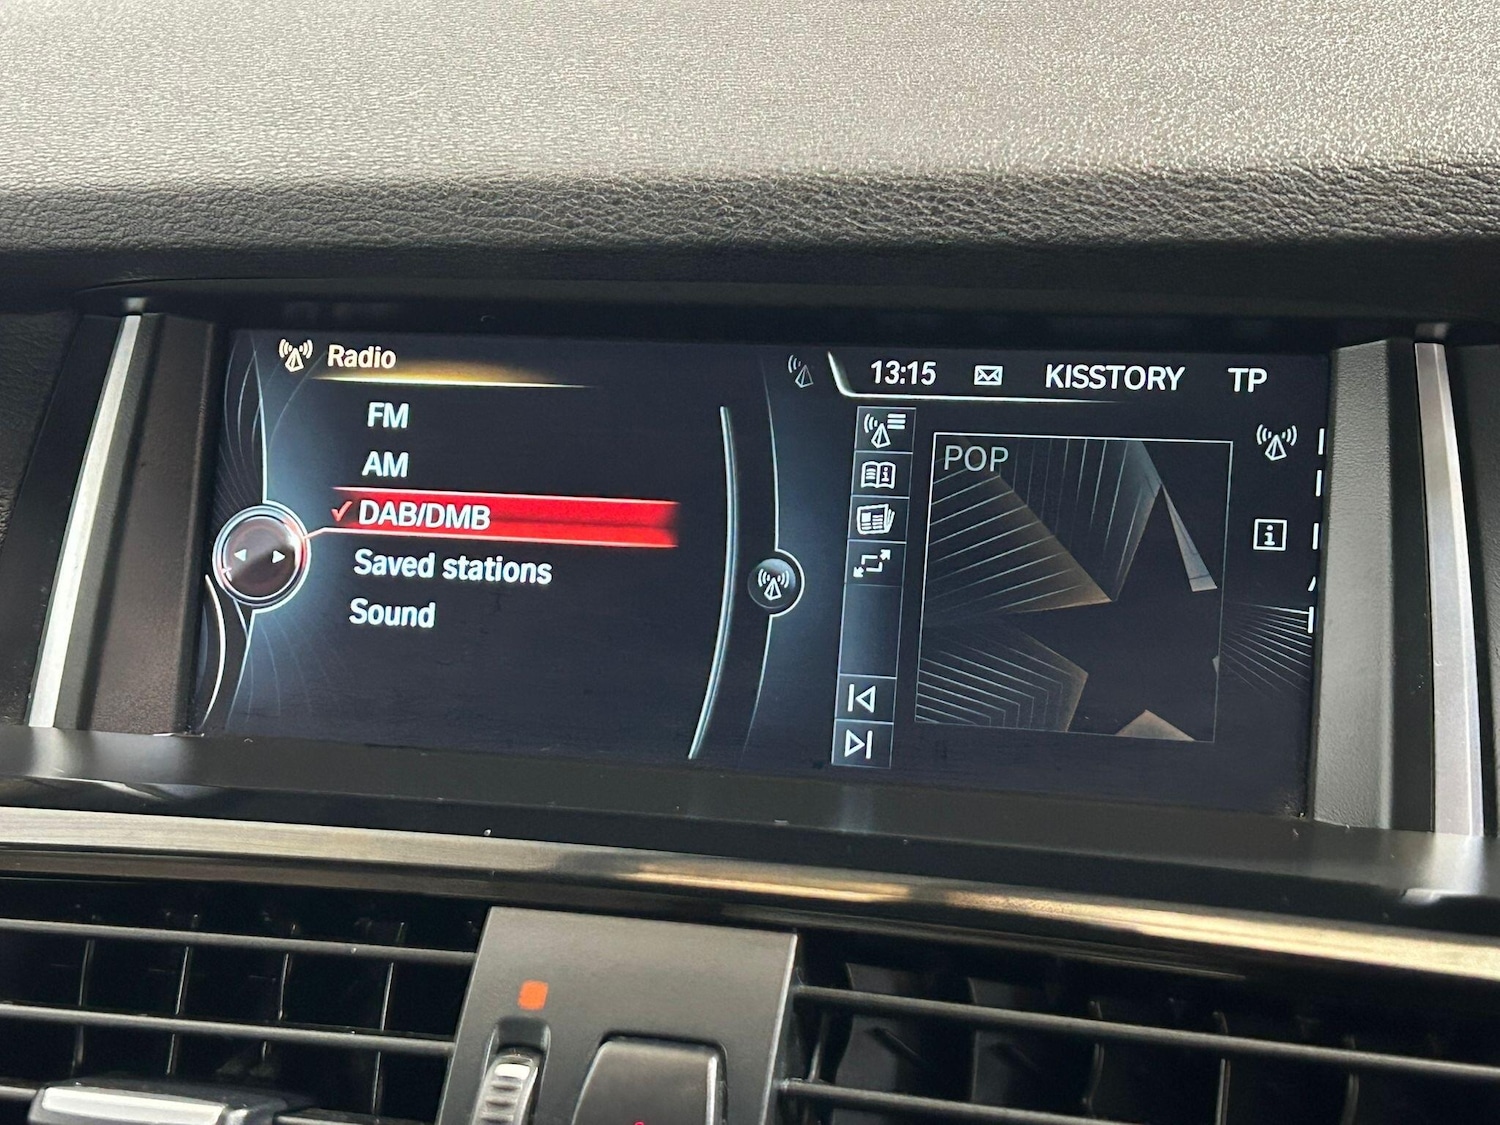 Radio
FM
AM
DAB/DMB
Saved stations
Sound
13:15 KISSTORY TP
POP